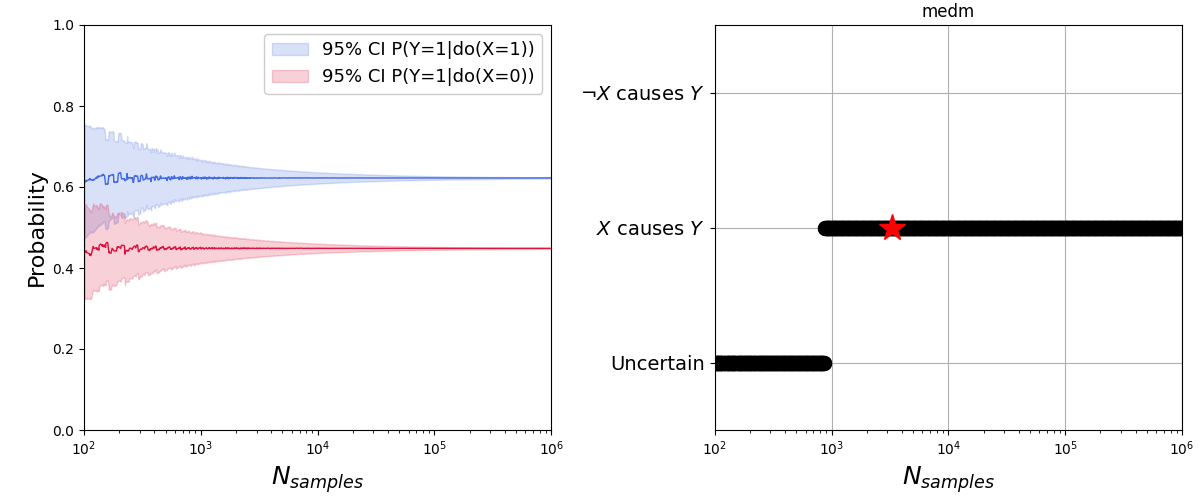 medm
1.0
0.8
0.6
0.4
0.2
0.0
Probability
95% CI P(Y=1|do(X=1))
95% CI P(Y=1|do(X=0))
10²
10³
10⁴
10⁵
10⁶
N_samples
¬X causes Y
X causes Y
Uncertain
10²
10³
10⁴
10⁵
10⁶
N_samples